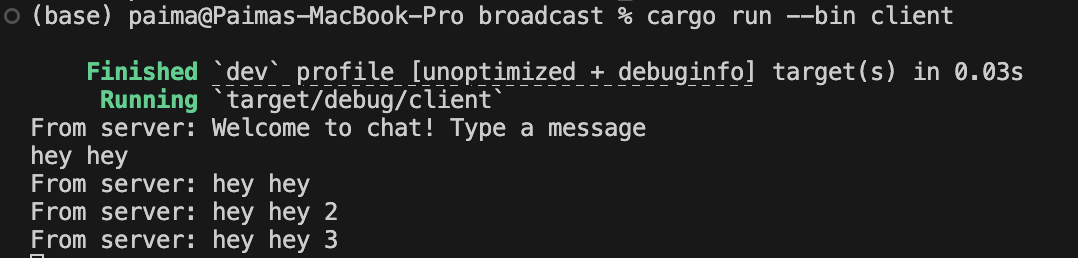 (base) paima@Paimas-MacBook-Pro broadcast % cargo run --bin client
Finished `dev` profile [unoptimized + debuginfo] target(s) in 0.03s
Running `target/debug/client`
From server: Welcome to chat! Type a message
hey hey
From server: hey hey
From server: hey hey 2
From server: hey hey 3